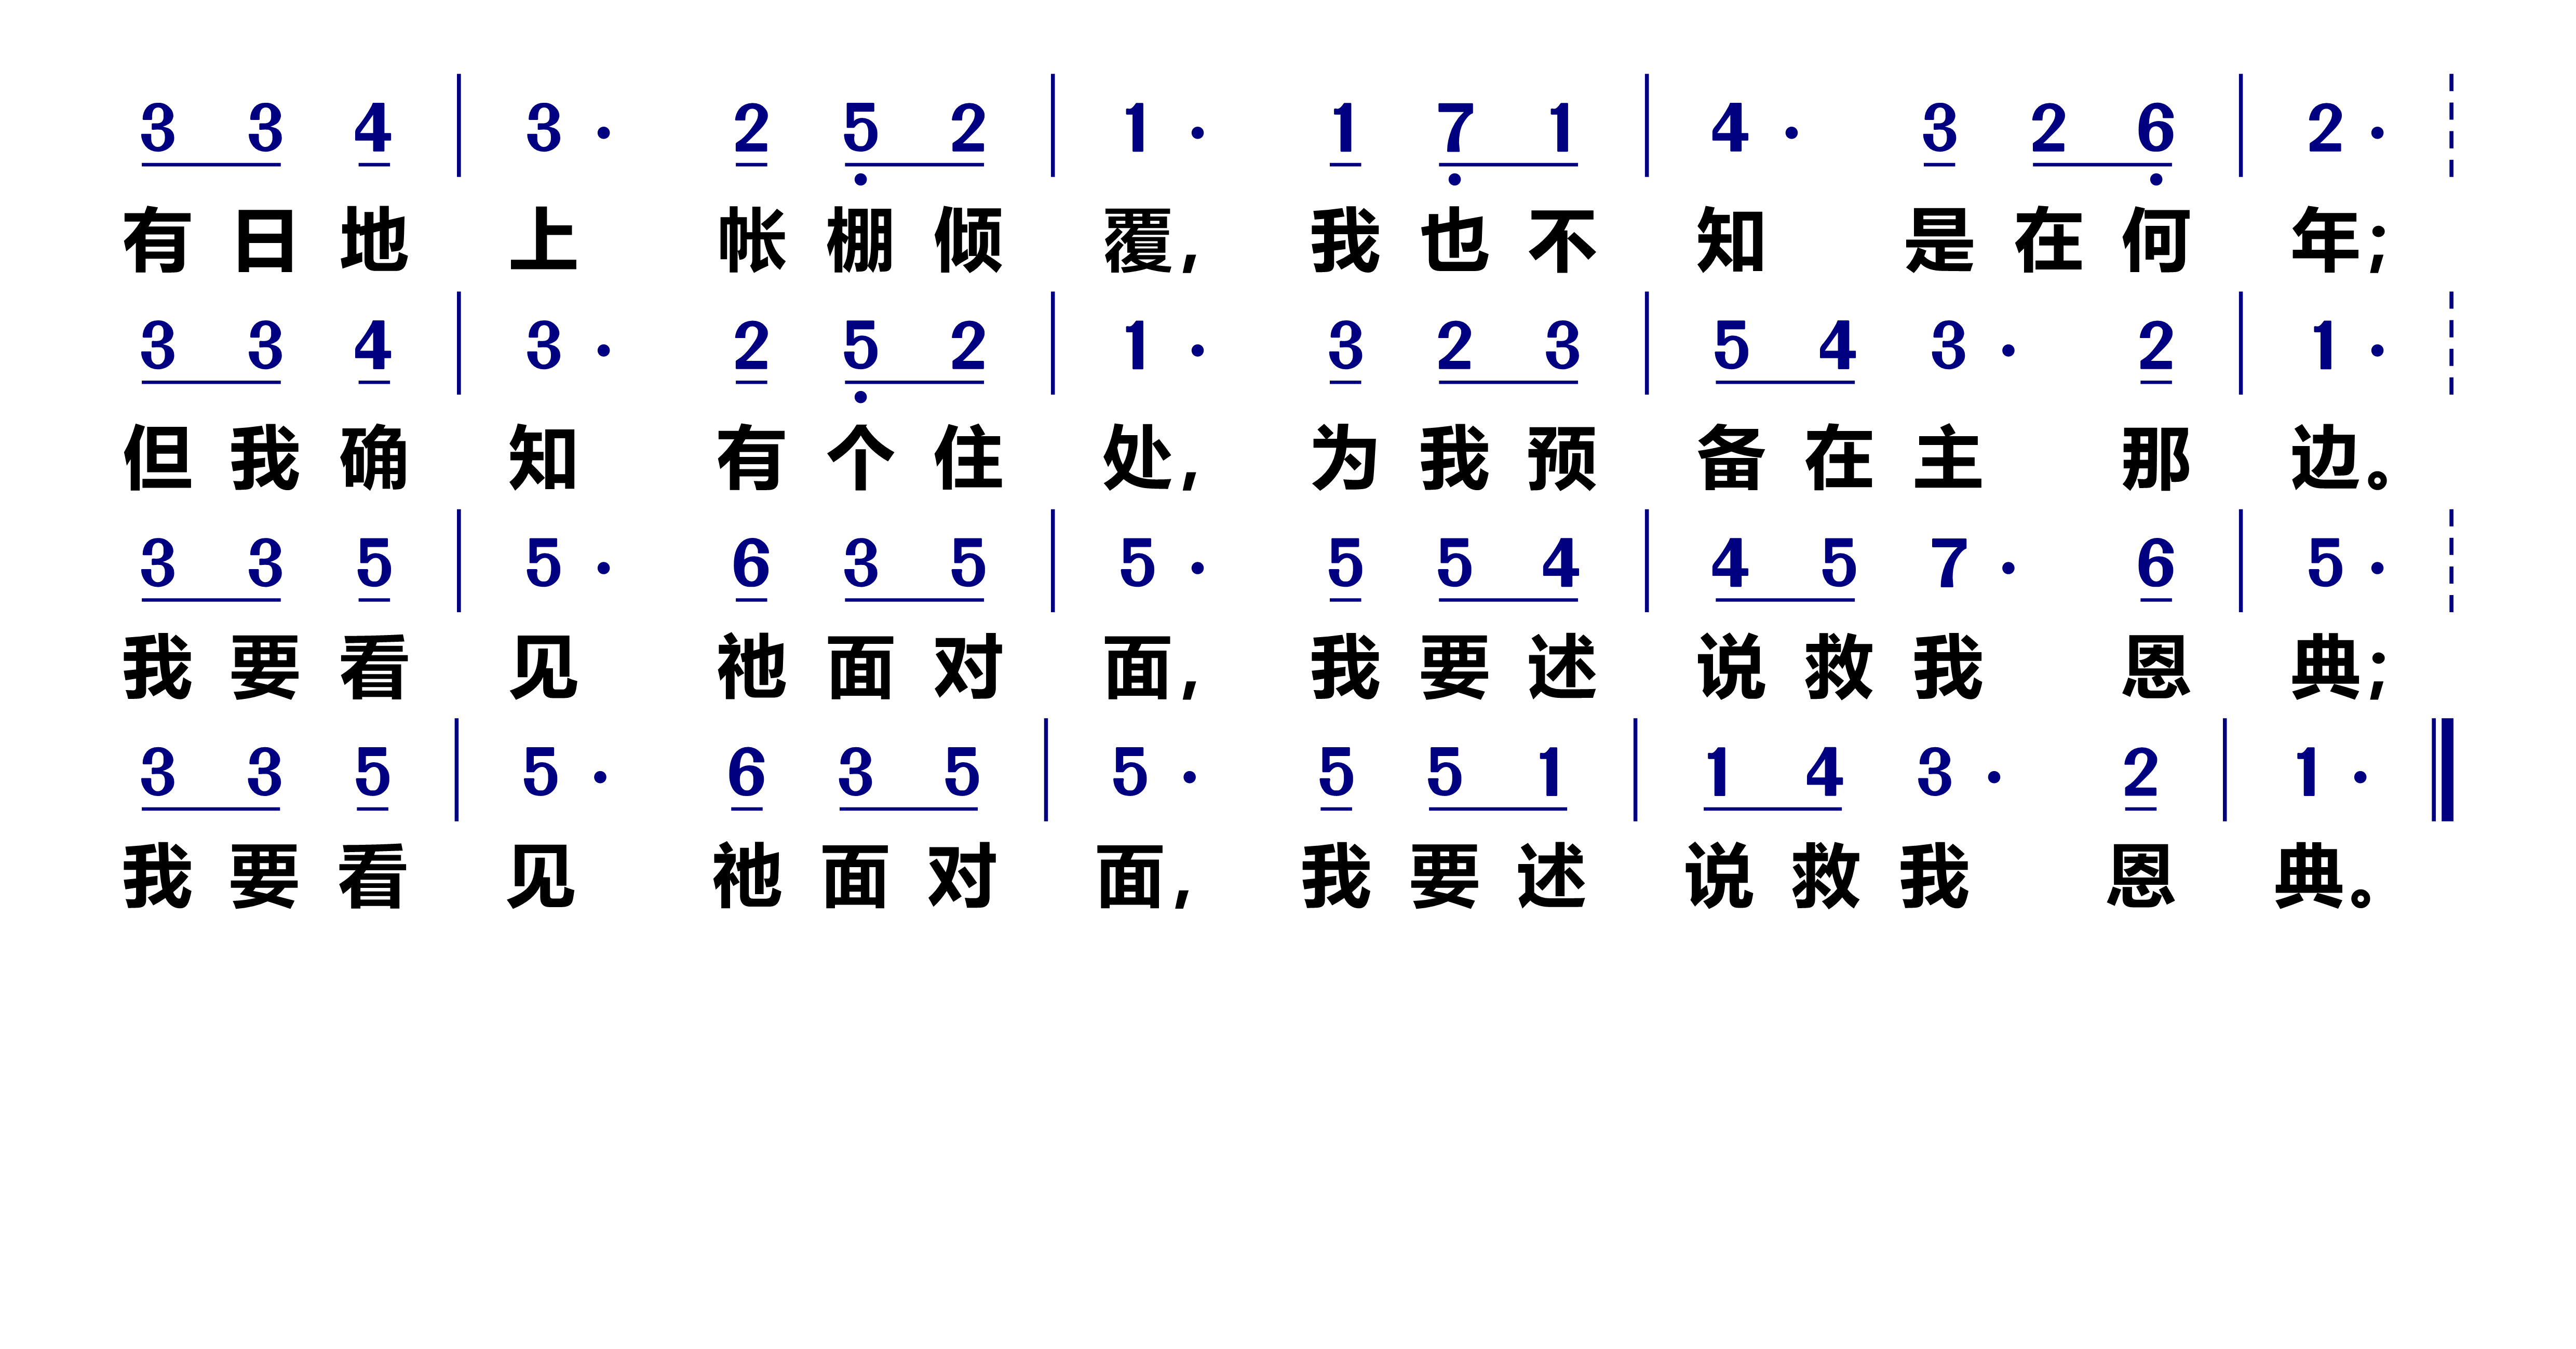 3 3 4 | 3 · 2 5 2 | 1 · 1 7 1 | 4 · 3 2 6 | 2 ·
有日地上帐棚倾覆，我也不知是在何年；
3 3 4 | 3 · 2 5 2 | 1 · 3 2 3 | 5 4 3 · 2 | 1 ·
但我确知有个住处，为我预备在主那边。
3 3 5 | 5 · 6 3 5 | 5 · 5 5 4 | 4 5 7 · 6 | 5 ·
我要看见祂面对面，我要述说救我恩典；
3 3 5 | 5 · 6 3 5 | 5 · 5 5 1 | 1 4 3 · 2 | 1 ·
我要看见祂面对面，我要述说救我恩典。